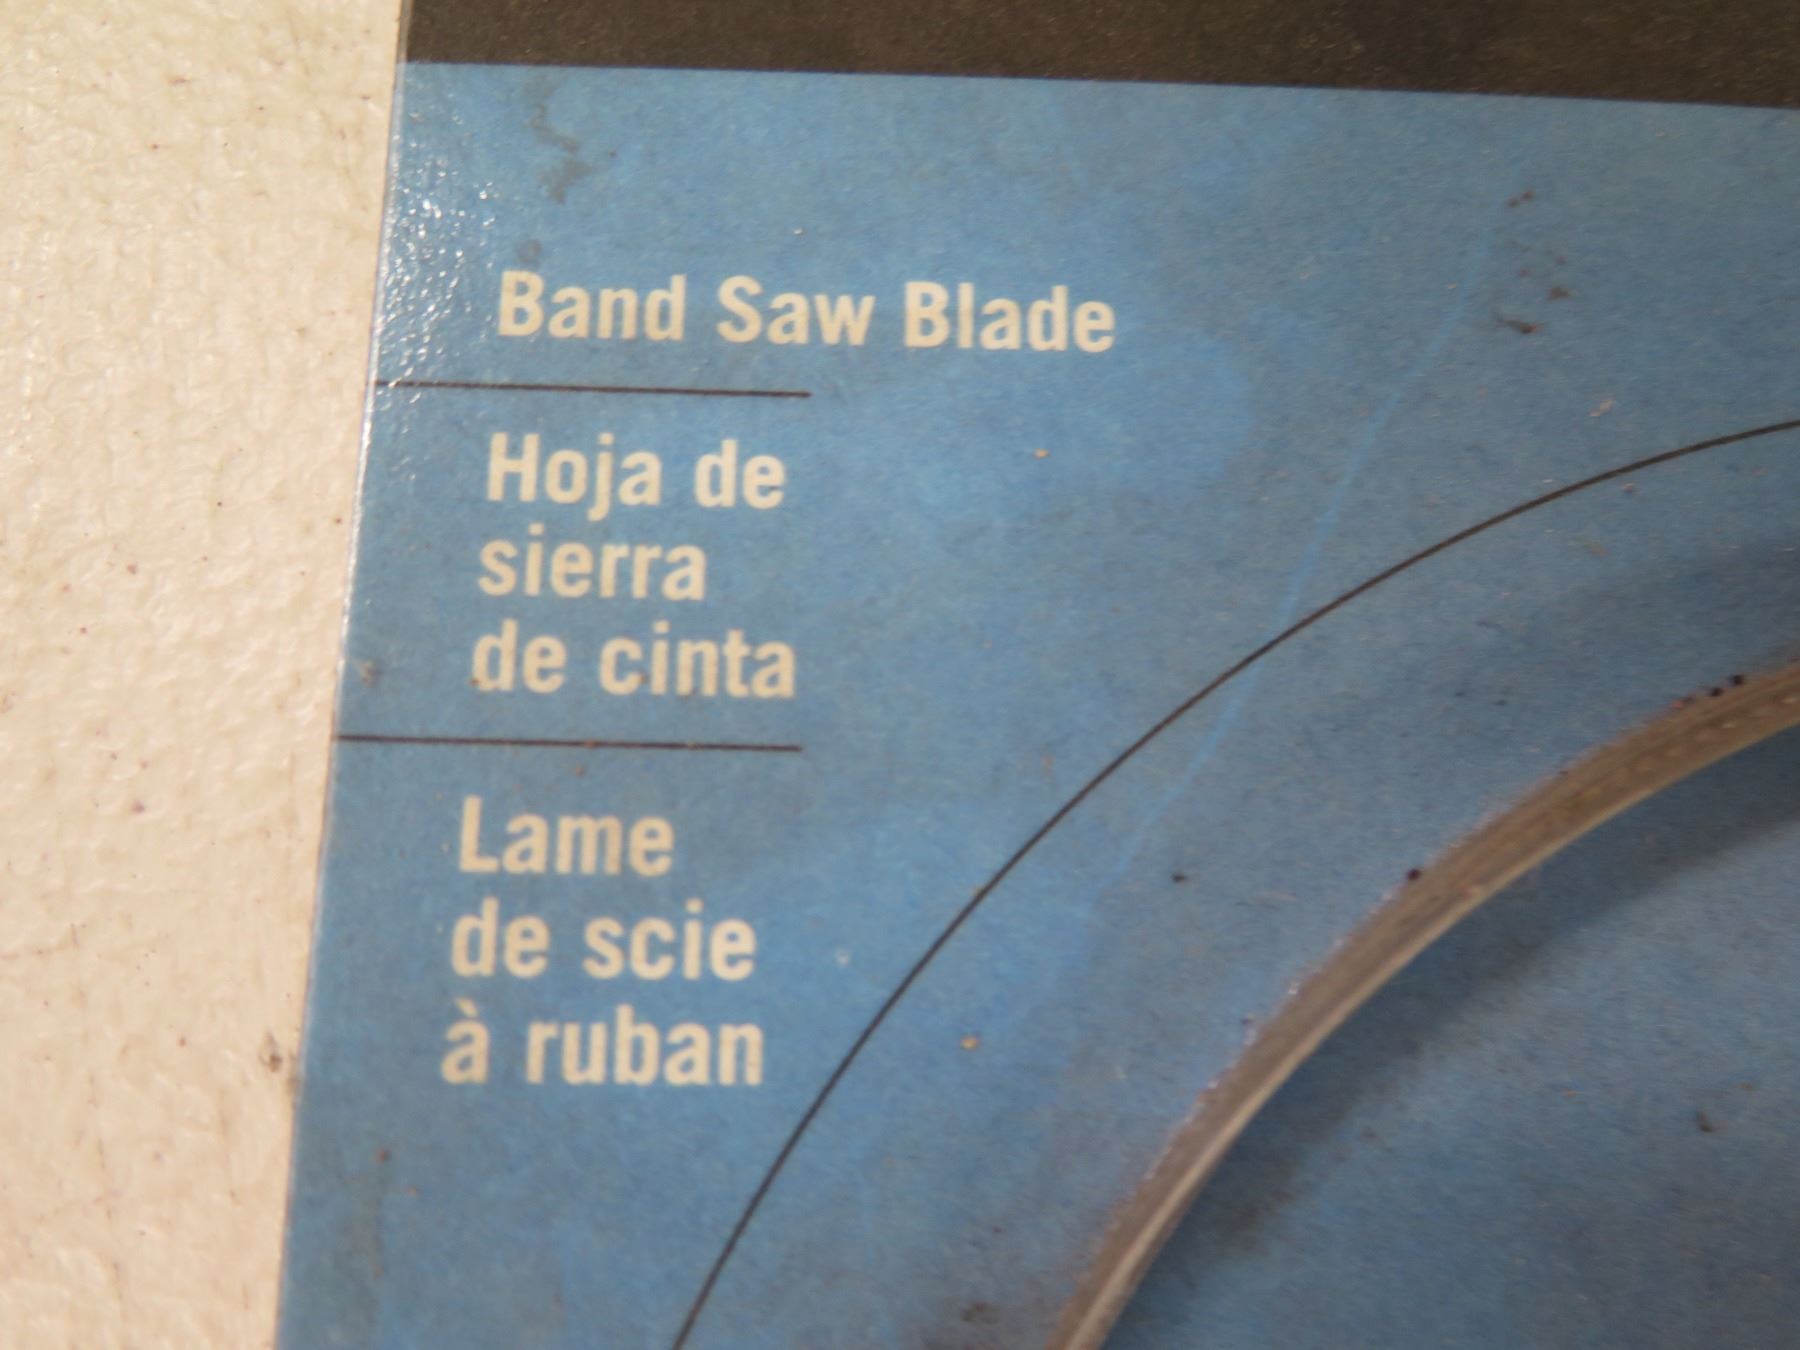 Band Saw Blade
Hoja de
sierra
de cinta
Lame
de scie
à ruban